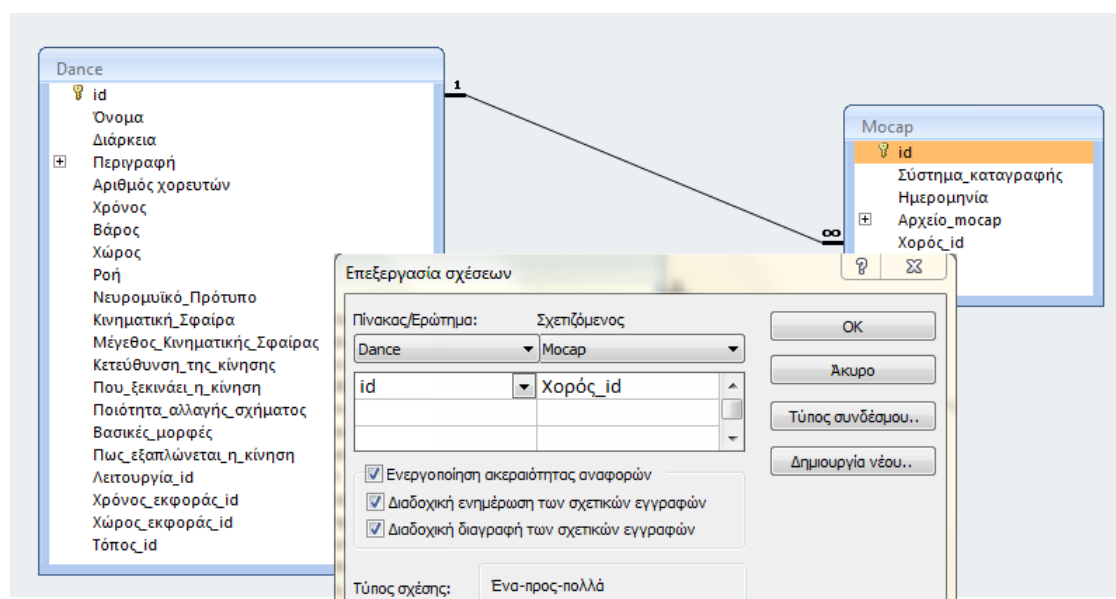 Dance
id
Όνομα
Διάρκεια
Περιγραφή
Αριθμός χορευτών
Χρόνος
Βάρος
Χώρος
Ροή
Νευρομυϊκό_Πρότυπο
Κινηματική_Σφαίρα
Μέγεθος_Κινηματικής_Σφαίρας
Κετεύθυνση_της_κίνησης
Που_ξεκινάει_η_κίνηση
Ποιότητα_αλλαγής_σχήματος
Βασικές_μορφές
Πως_εξαπλώνεται_η_κίνηση
Λειτουργία_id
Χρόνος_εκφοράς_id
Χώρος_εκφοράς_id
Τόπος_id
1
∞
Mocap
id
Σύστημα_καταγραφής
Ημερομηνία
Αρχείο_mocap
Χορός_id
Επεξεργασία σχέσεων
Πίνακας/Ερώτημα: Σχετιζόμενος
Dance Mocap
id Χορός_id
OK
Άκυρο
Τύπος συνδέσμου..
Δημιουργία νέου..
Ενεργοποίηση ακεραιότητας αναφορών
Διαδοχική ενημέρωση των σχετικών εγγραφών
Διαδοχική διαγραφή των σχετικών εγγραφών
Τύπος σχέσης: Ένα-προς-πολλά